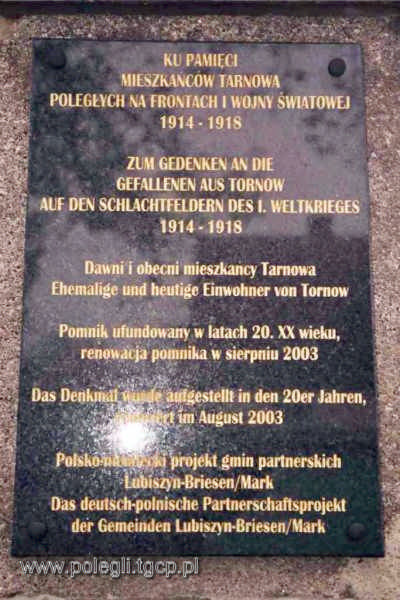 KU PAMIĘCI
MIESZKAŃCÓW TARNOWA
POLEGŁYCH NA FRONTACH I WOJNY ŚWIATOWEJ
1914 - 1918
ZUM GEDENKEN AN DIE
GEFALLENEN AUS TORNOW
AUF DEN SCHLACHTFELDERN DES I. WELTKRIEGES
1914 - 1918
Dawni i obecni mieszkańcy Tarnowa
Ehemalige und heutige Einwohner von Tornow
Pomnik ufundowany w latach 20. XX wieku,
renowacja pomnika w sierpniu 2003
Das Denkmal wurde aufgestellt in den 20er Jahren,
im August 2003
Polsko-niemiecki projekt gmin partnerskich
Lubiszyn-Briesen/Mark
Das deutsch-polnische Partnerschaftsprojekt
der Gemeinden Lubiszyn-Briesen/Mark
www.polegli.tgcp.pl